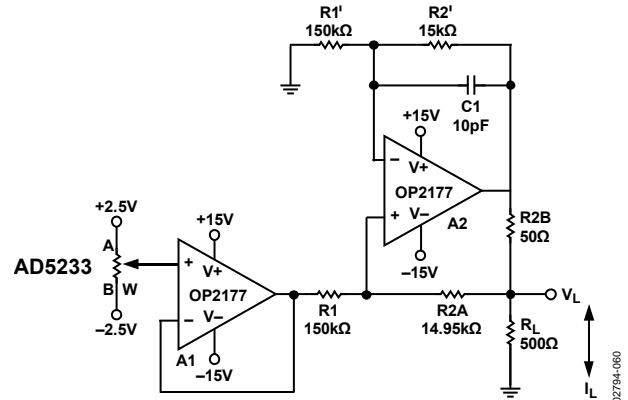 R1' R2'
150kΩ 15kΩ
C1
10pF
+15V
– V+
OP2177
+ V– A2
–15V
R2B
50Ω
+2.5V
+15V
A
AD5233
+ V+
B W
OP2177
– V–
–2.5V
A1
–15V
R1
150kΩ
R2A
14.95kΩ
VL
RL
500Ω
IL
02794-060